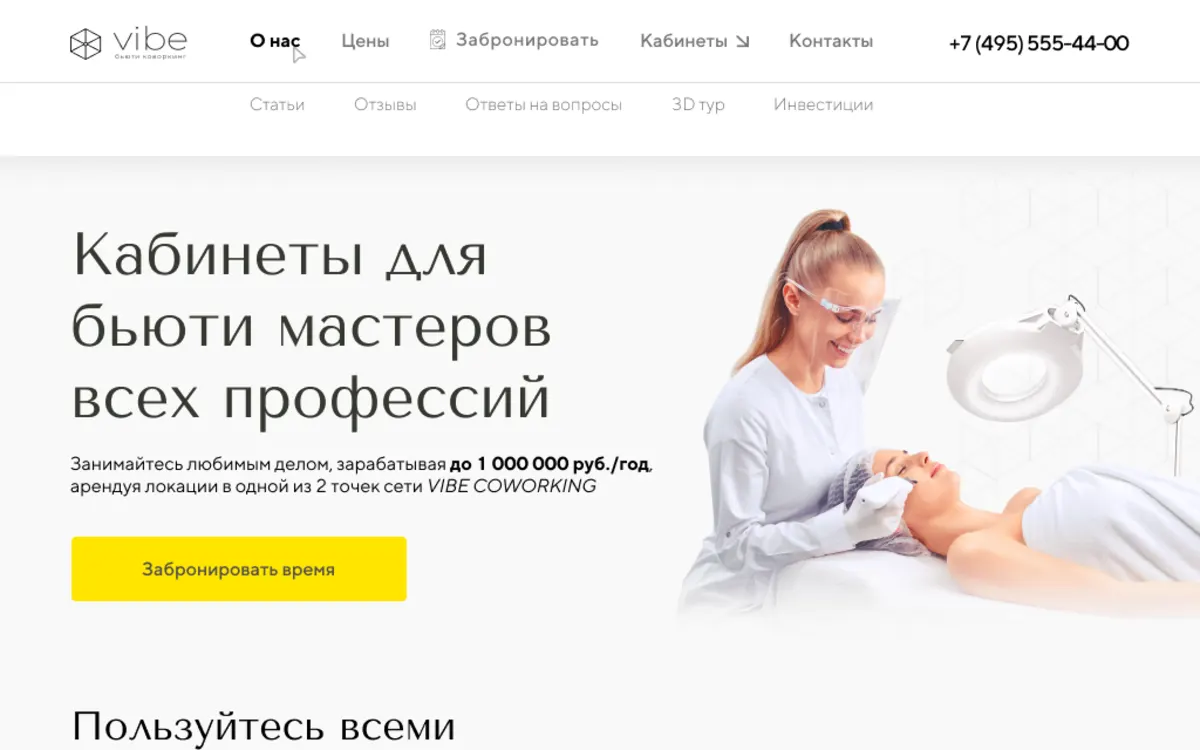 vibe
бьюти коворкинг
О нас
Цены
Забронировать
Кабинеты
Контакты
+7 (495) 555-44-00
Статьи
Отзывы
Ответы на вопросы
3D тур
Инвестиции
Кабинеты для
бьюти мастеров
всех профессий
Занимайтесь любимым делом, зарабатывая до 1 000 000 руб./год,
арендуя локации в одной из 2 точек сети VIBE COWORKING
Забронировать время
Пользуйтесь всеми